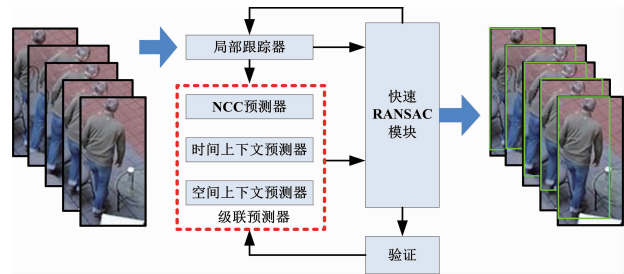 局部跟踪器
NCC预测器
时间上下文预测器
空间上下文预测器
级联预测器
快速
RANSAC
模块
验证